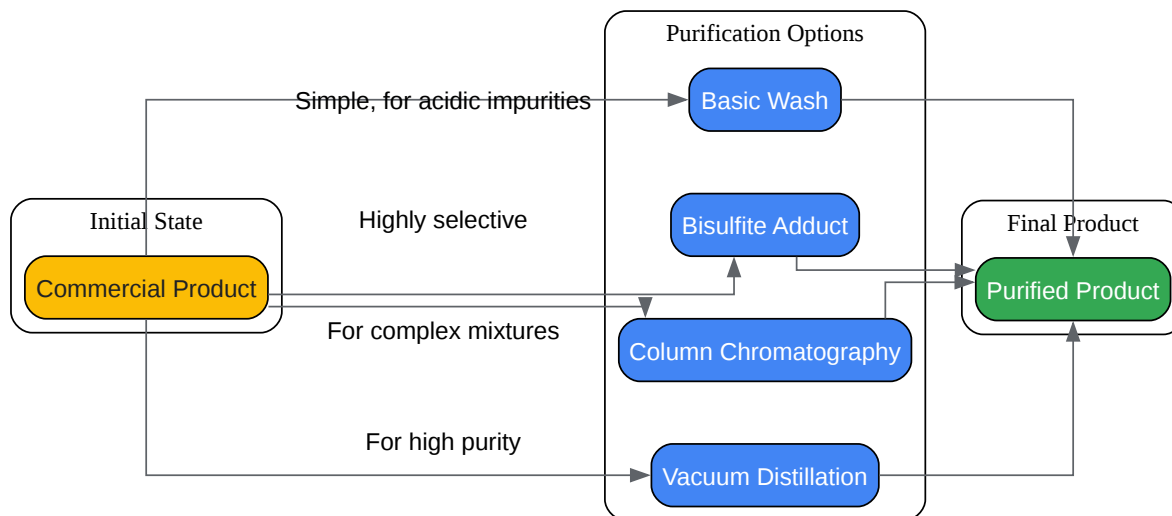 Purification Options
Simple, for acidic impurities
Basic Wash
Initial State
Highly selective
Bisulfite Adduct
Final Product
Commercial Product
Purified Product
For complex mixtures
Column Chromatography
For high purity
Vacuum Distillation